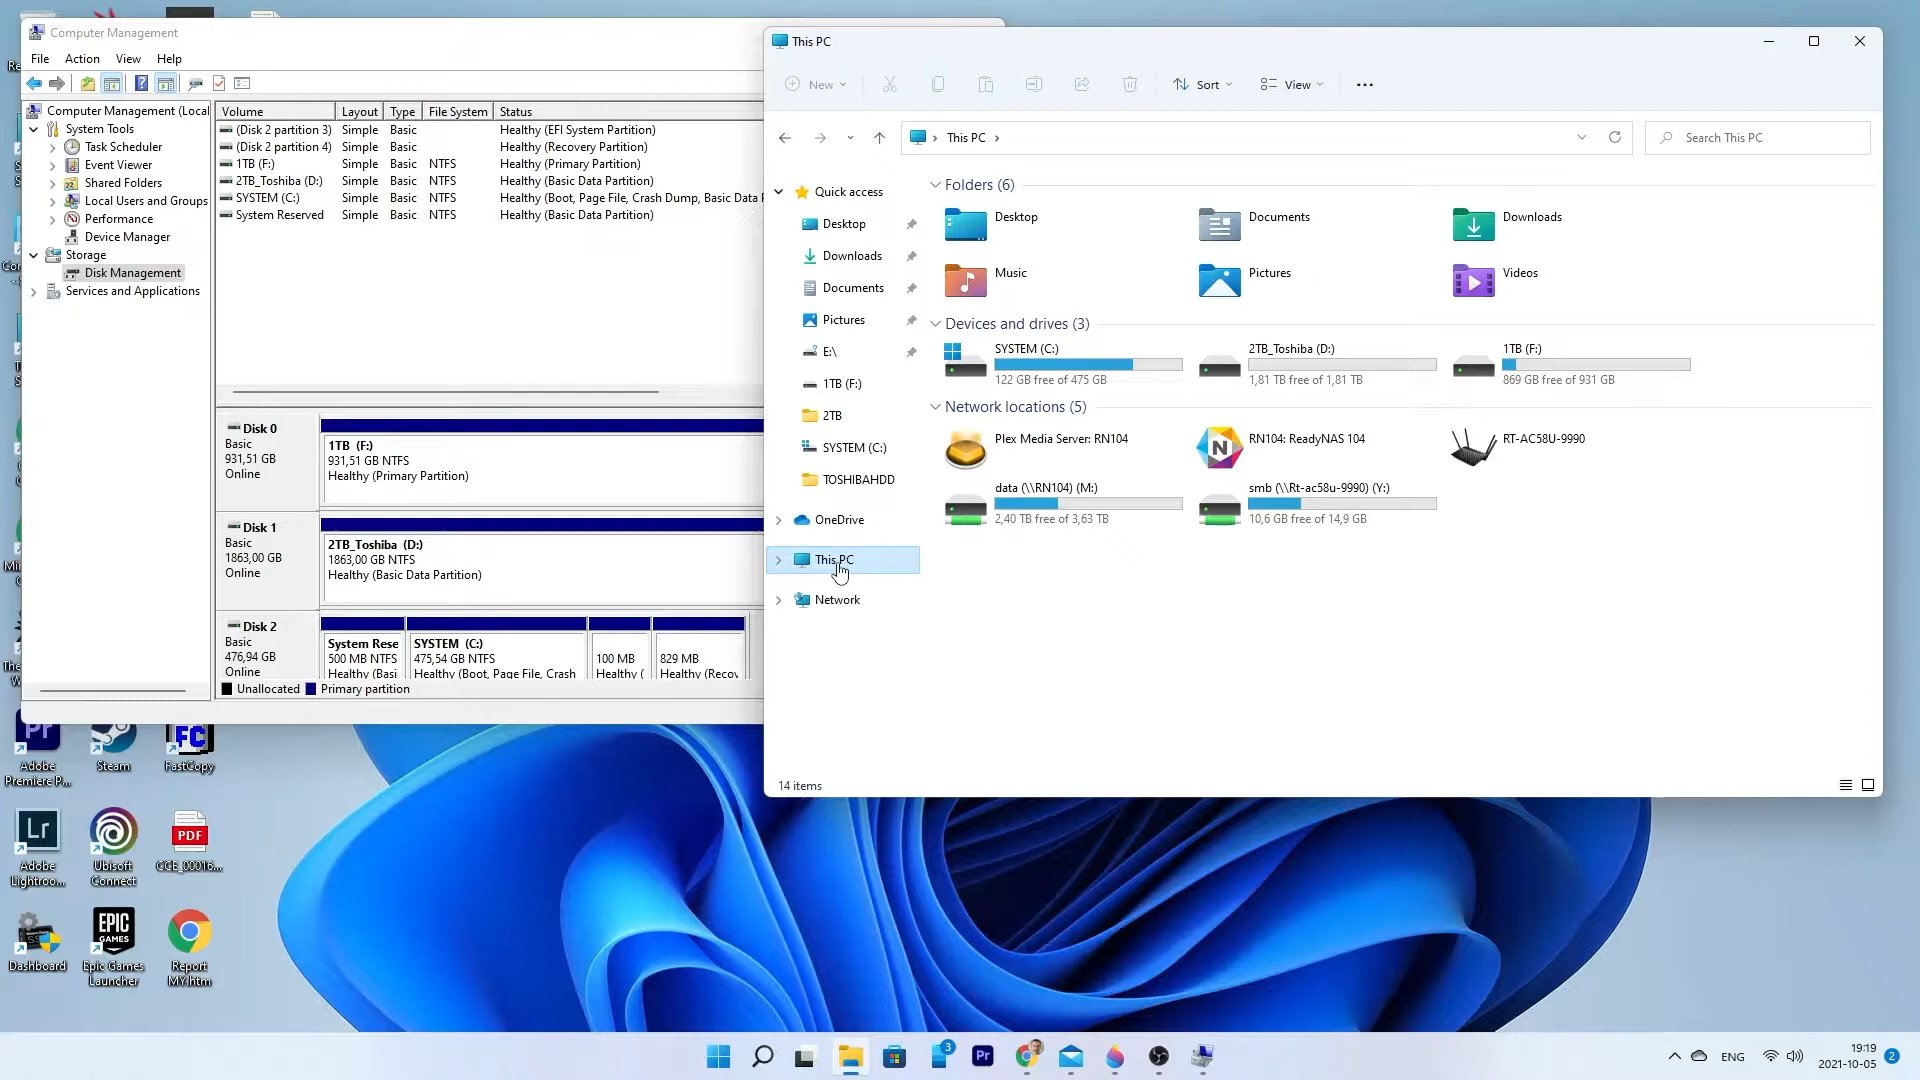 Computer Management
File Action View Help
Computer Management (Local
System Tools
Task Scheduler
Event Viewer
Shared Folders
Local Users and Groups
Performance
Device Manager
Storage
Disk Management
Services and Applications
Volume Layout Type File System Status
(Disk 2 partition 3) Simple Basic Healthy (EFI System Partition)
(Disk 2 partition 4) Simple Basic Healthy (Recovery Partition)
1TB (F:) Simple Basic NTFS Healthy (Primary Partition)
2TB_Toshiba (D:) Simple Basic NTFS Healthy (Basic Data Partition)
SYSTEM (C:) Simple Basic NTFS Healthy (Boot, Page File, Crash Dump, Basic Data
System Reserved Simple Basic NTFS Healthy (Basic Data Partition)
Disk 0
Basic
931,51 GB
Online
1TB (F:)
931,51 GB NTFS
Healthy (Primary Partition)
Disk 1
Basic
1863,00 GB
Online
2TB_Toshiba (D:)
1863,00 GB NTFS
Healthy (Basic Data Partition)
Disk 2
Basic
476,94 GB
Online
System Rese
500 MB NTFS
Healthy (Basi
SYSTEM (C:)
475,54 GB NTFS
Healthy (Boot, Page File, Crash
100 MB
Healthy (
829 MB
Healthy (Recov
Unallocated Primary partition
This PC
New Sort View
This PC
Search This PC
Quick access
Desktop
Downloads
Documents
Pictures
E:\
1TB (F:)
2TB
SYSTEM (C:)
TOSHIBAHDD
OneDrive
This PC
Network
Folders (6)
Desktop Documents Downloads
Music Pictures Videos
Devices and drives (3)
SYSTEM (C:)
122 GB free of 475 GB
2TB_Toshiba (D:)
1,81 TB free of 1,81 TB
1TB (F:)
869 GB free of 931 GB
Network locations (5)
Plex Media Server: RN104
RN104: ReadyNAS 104
RT-AC58U-9990
data (\\RN104) (M:)
2,40 TB free of 3,63 TB
smb (\\Rt-ac58u-9990) (Y:)
10,6 GB free of 14,9 GB
14 items
Pr
Adobe
Premiere P...
Steam
FC
FastCopy
Lr
Adobe
Lightroo...
Ubisoft
Connect
PDF
CCE_00016...
Dashboard
EPIC
GAMES
Epic Games
Launcher
Report
MY.htm
3
Pr
ENG
19:19
2021-10-05
2